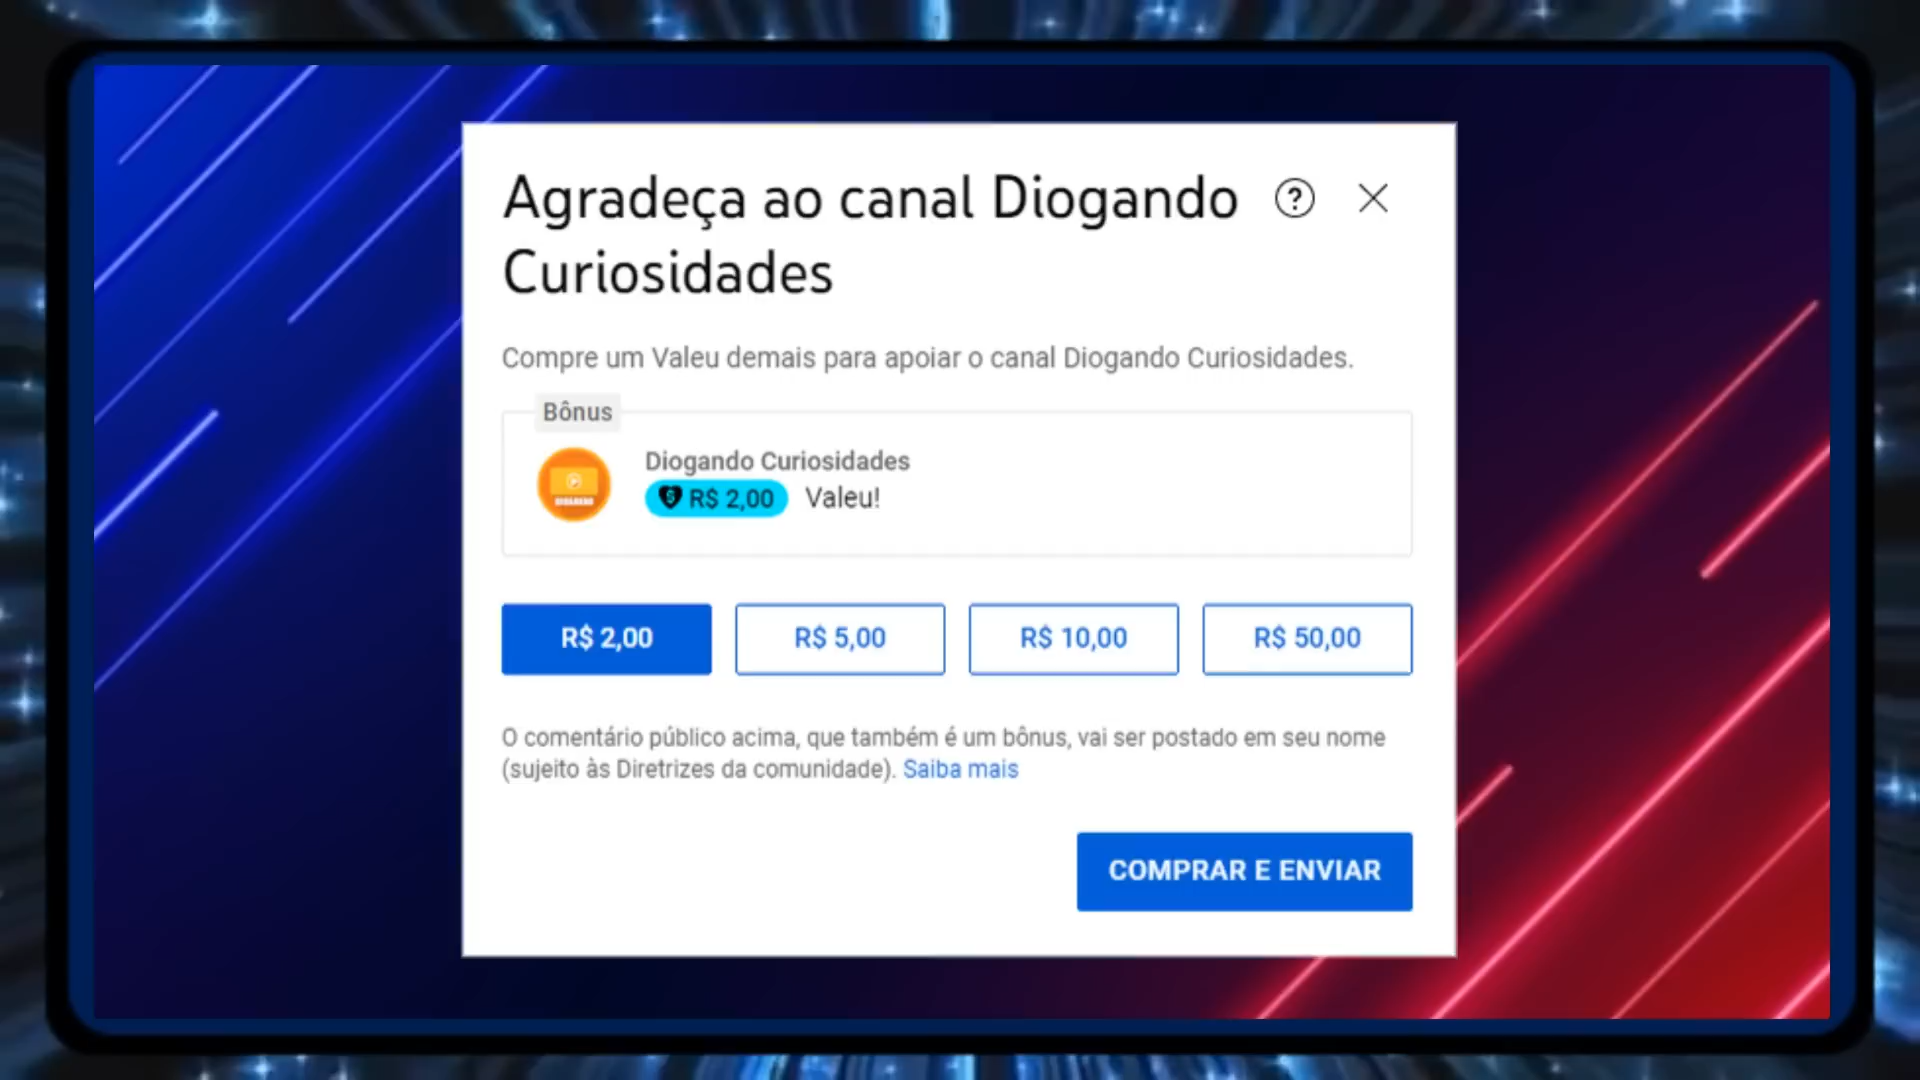 Agradeça ao canal Diogando
Curiosidades
Compre um Valeu demais para apoiar o canal Diogando Curiosidades.
Bônus
Diogando Curiosidades
R$ 2,00 Valeu!
R$ 2,00
R$ 5,00
R$ 10,00
R$ 50,00
O comentário público acima, que também é um bônus, vai ser postado em seu nome
(sujeito às Diretrizes da comunidade). Saiba mais
COMPRAR E ENVIAR